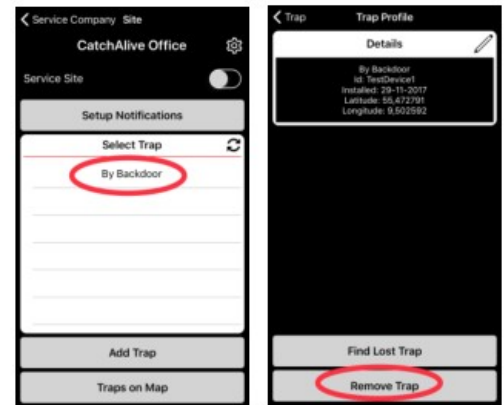 Service Company Site
CatchAlive Office
Service Site
Setup Notifications
Select Trap
By Backdoor
Add Trap
Traps on Map
Trap Trap Profile
Details
By Backdoor
Id: TestDevice1
Installed: 29-11-2017
Latitude: 55,472791
Longitude: 9,502592
Find Lost Trap
Remove Trap